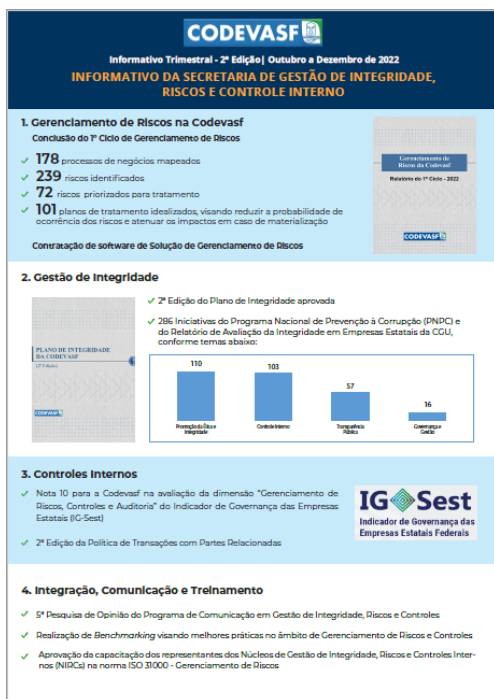 CODEVASF
Informativo Trimestral - 2ª Edição| Outubro a Dezembro de 2022
INFORMATIVO DA SECRETARIA DE GESTÃO DE INTEGRIDADE,
RISCOS E CONTROLE INTERNO
1. Gerenciamento de Riscos na Codevasf
Conclusão do 1º Ciclo de Gerenciamento de Riscos
178 processos de negócios mapeados
239 riscos identificados
72 riscos priorizados para tratamento
101 planos de tratamento idealizados, visando reduzir a probabilidade de
ocorrência dos riscos e atenuar os impactos em caso de materialização
Contratação de software de Solução de Gerenciamento de Riscos
Gerenciamento de
Riscos da Codevasf
Relatório do 1º Ciclo - 2022
CODEVASF
2. Gestão de Integridade
PLANO DE INTEGRIDADE
DA CODEVASF
(2ª Edição)
CODEVASF
2ª Edição do Plano de Integridade aprovada
286 Iniciativas do Programa Nacional de Prevenção à Corrupção (PNPC) e
do Relatório de Avaliação da Integridade em Empresas Estatais da CGU,
conforme temas abaixo:
110
103
57
16
Promoção da Ética e
Integridade
Controle Interno
Transparência
Pública
Governança e
Gestão
3. Controles Internos
Nota 10 para a Codevasf na avaliação da dimensão “Gerenciamento de
Riscos, Controles e Auditoria” do Indicador de Governança das Empresas
Estatais (IG-Sest)
2ª Edição da Política de Transações com Partes Relacionadas
IG Sest
Indicador de Governança das
Empresas Estatais Federais
4. Integração, Comunicação e Treinamento
5ª Pesquisa de Opinião do Programa de Comunicação em Gestão de Integridade, Riscos e Controles
Realização de Benchmarking visando melhores práticas no âmbito de Gerenciamento de Riscos e Controles
Aprovação da capacitação dos representantes dos Núcleos de Gestão de Integridade, Riscos e Controles Inter-
nos (NIRCs) na norma ISO 31000 - Gerenciamento de Riscos